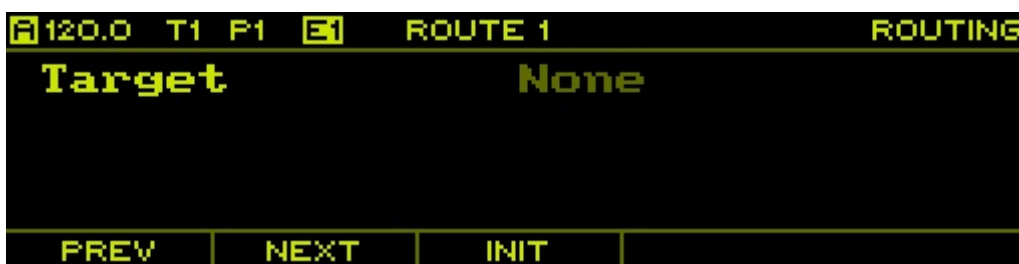 A 120.0 T1 P1 E1 ROUTE 1 ROUTING
Target None
PREV NEXT INIT